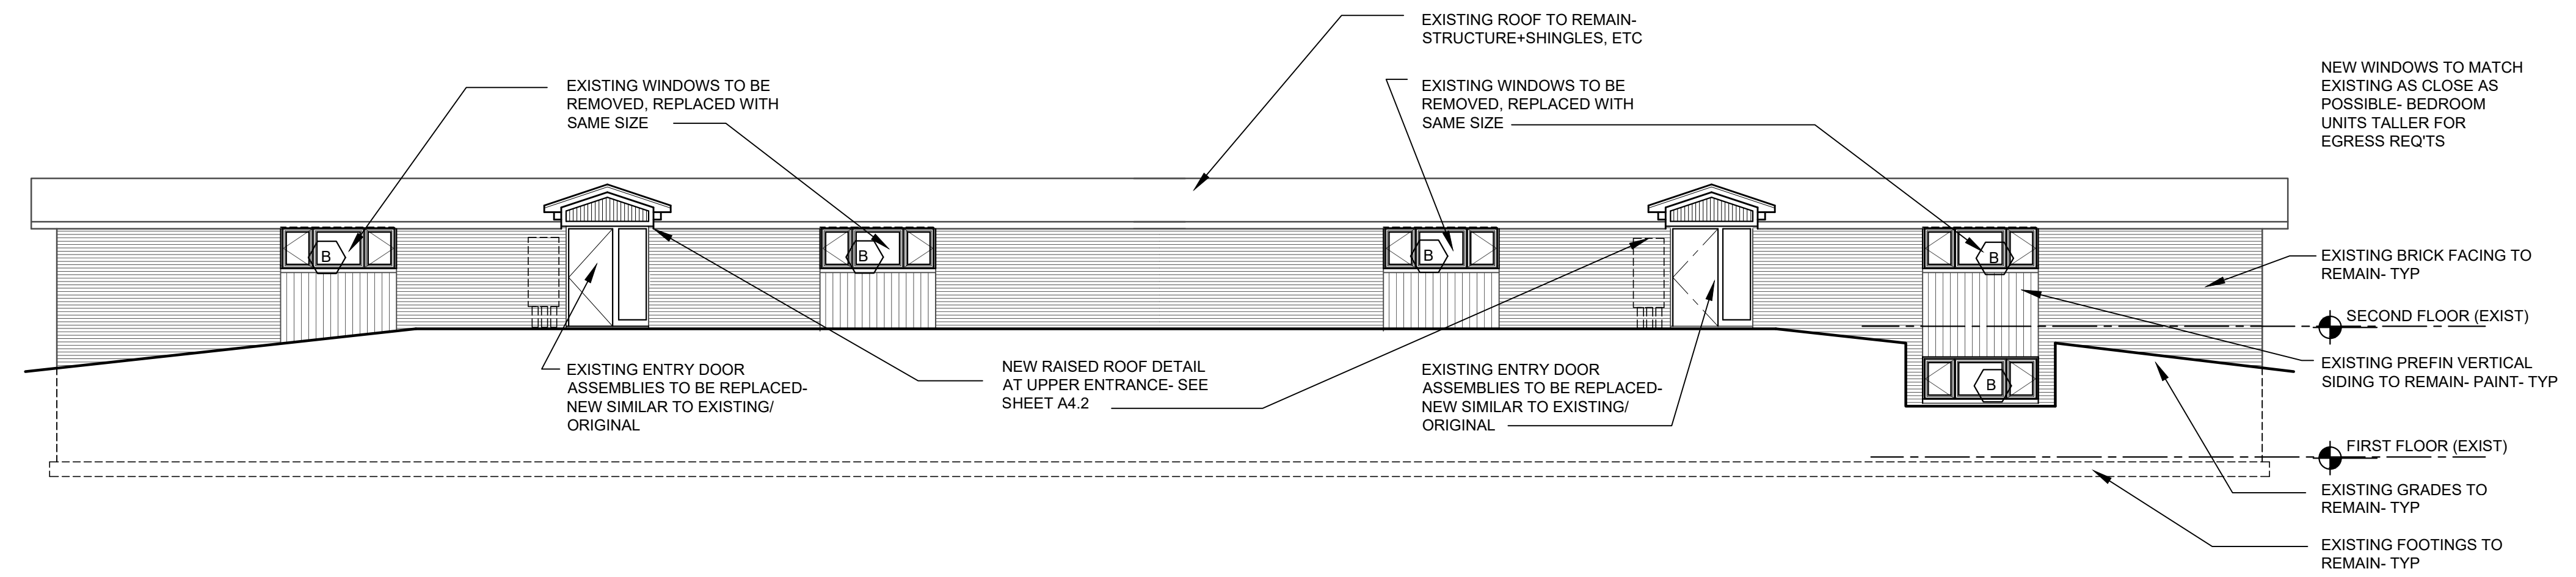 EXISTING ROOF TO REMAIN-
STRUCTURE+SHINGLES, ETC
EXISTING WINDOWS TO BE
REMOVED, REPLACED WITH
SAME SIZE
EXISTING WINDOWS TO BE
REMOVED, REPLACED WITH
SAME SIZE
NEW WINDOWS TO MATCH
EXISTING AS CLOSE AS
POSSIBLE- BEDROOM
UNITS TALLER FOR
EGRESS REQ'TS
B
B
B
B
EXISTING BRICK FACING TO
REMAIN- TYP
SECOND FLOOR (EXIST)
EXISTING ENTRY DOOR
ASSEMBLIES TO BE REPLACED-
NEW SIMILAR TO EXISTING/
ORIGINAL
NEW RAISED ROOF DETAIL
AT UPPER ENTRANCE- SEE
SHEET A4.2
EXISTING ENTRY DOOR
ASSEMBLIES TO BE REPLACED-
NEW SIMILAR TO EXISTING/
ORIGINAL
B
EXISTING PREFIN VERTICAL
SIDING TO REMAIN- PAINT- TYP
FIRST FLOOR (EXIST)
EXISTING GRADES TO
REMAIN- TYP
EXISTING FOOTINGS TO
REMAIN- TYP